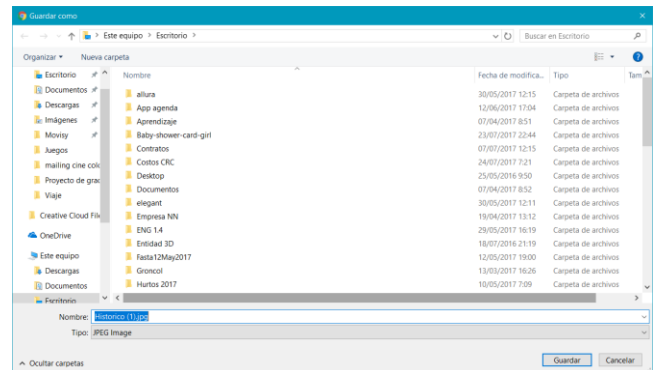 Guardar como
Este equipo > Escritorio >
Buscar en Escritorio
Organizar
Nueva carpeta
Escritorio
Documentos
Descargas
Imágenes
Movisy
Juegos
mailing cine colo
Proyecto de grad
Viaje
Creative Cloud File
OneDrive
Este equipo
Descargas
Documentos
Escritorio
Nombre Fecha de modifica... Tipo Tam
allura 30/05/2017 12:15 Carpeta de archivos
App agenda 12/06/2017 17:04 Carpeta de archivos
Aprendizaje 07/04/2017 8:51 Carpeta de archivos
Baby-shower-card-girl 23/07/2017 22:44 Carpeta de archivos
Contratos 07/07/2017 12:15 Carpeta de archivos
Costos CRC 24/07/2017 7:21 Carpeta de archivos
Desktop 25/05/2016 9:50 Carpeta de archivos
Documentos 07/04/2017 8:52 Carpeta de archivos
elegant 30/05/2017 12:11 Carpeta de archivos
Empresa NN 19/04/2017 13:12 Carpeta de archivos
ENG 1.4 29/05/2017 16:19 Carpeta de archivos
Entidad 3D 18/07/2016 21:19 Carpeta de archivos
Fasta12May2017 12/05/2017 19:00 Carpeta de archivos
Groncol 13/03/2017 16:26 Carpeta de archivos
Hurtos 2017 10/05/2017 7:09 Carpeta de archivos
Nombre: Historico (1).jpg
Tipo: JPEG Image
Ocultar carpetas
Guardar
Cancelar